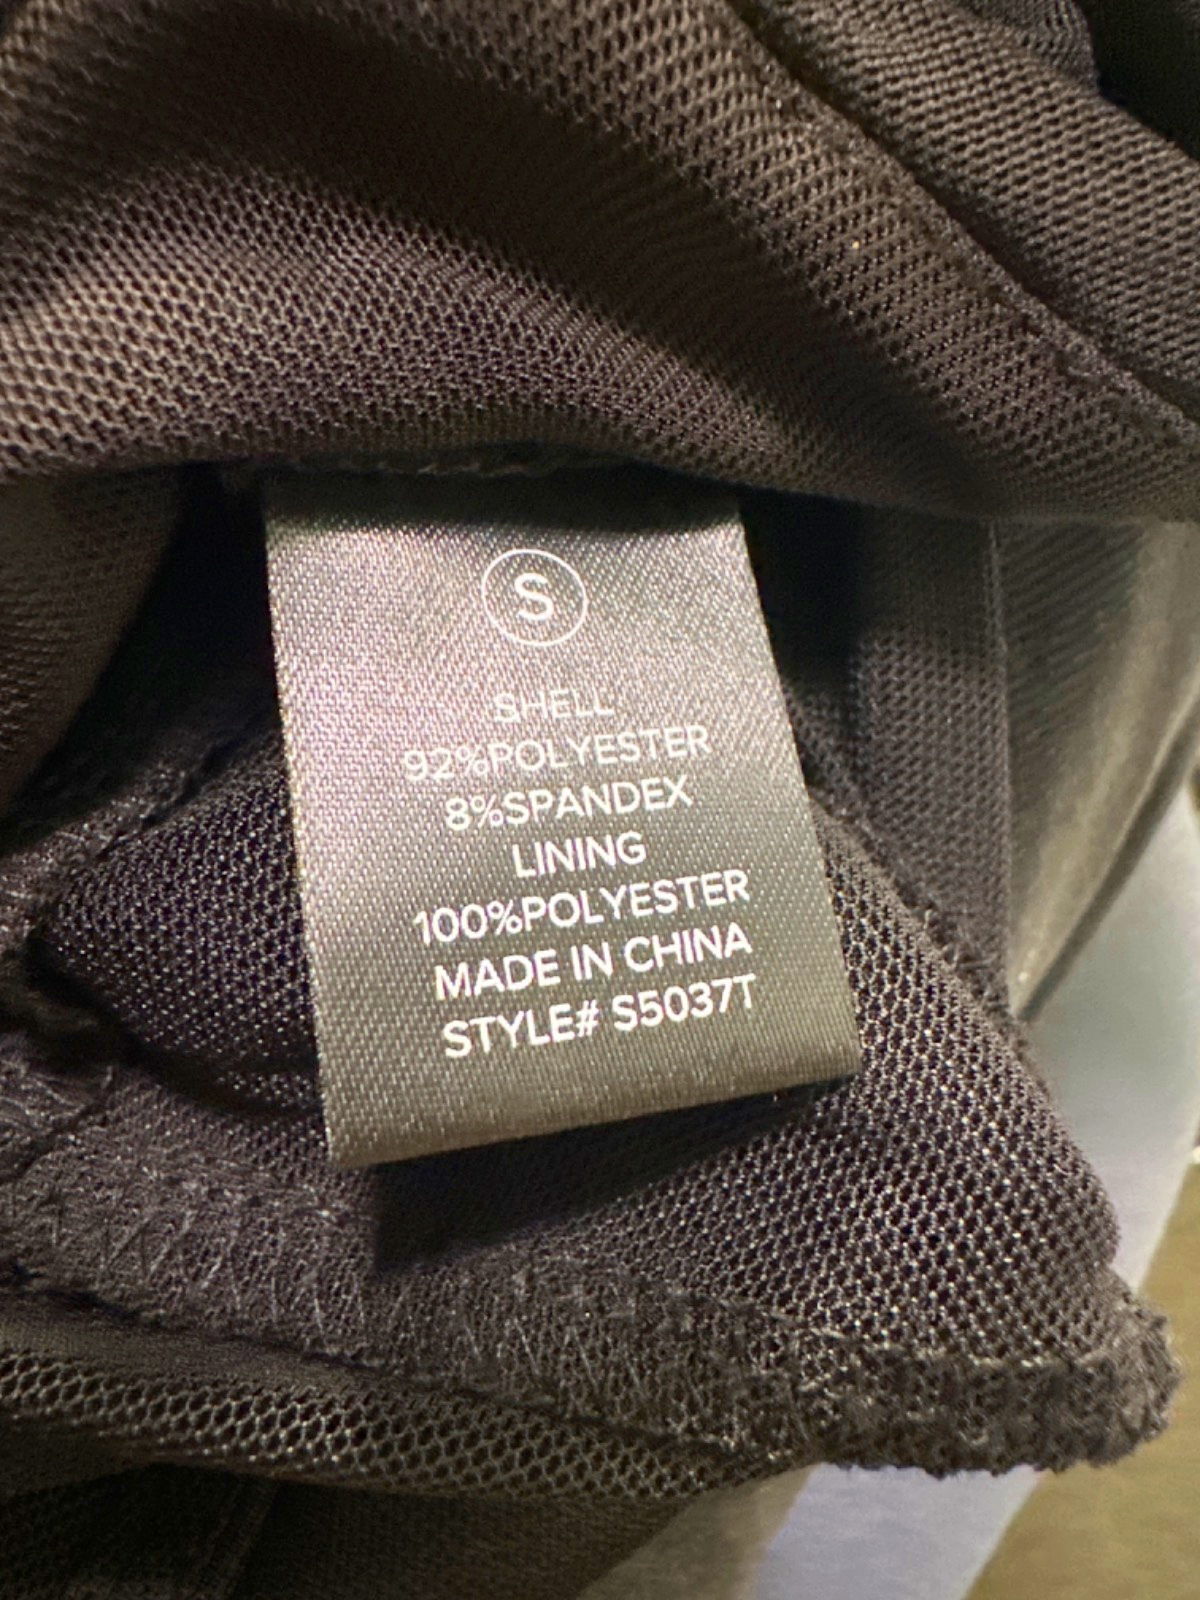 S
SHELL
92%POLYESTER
8%SPANDEX
LINING
100%POLYESTER
MADE IN CHINA
STYLE# S5037T